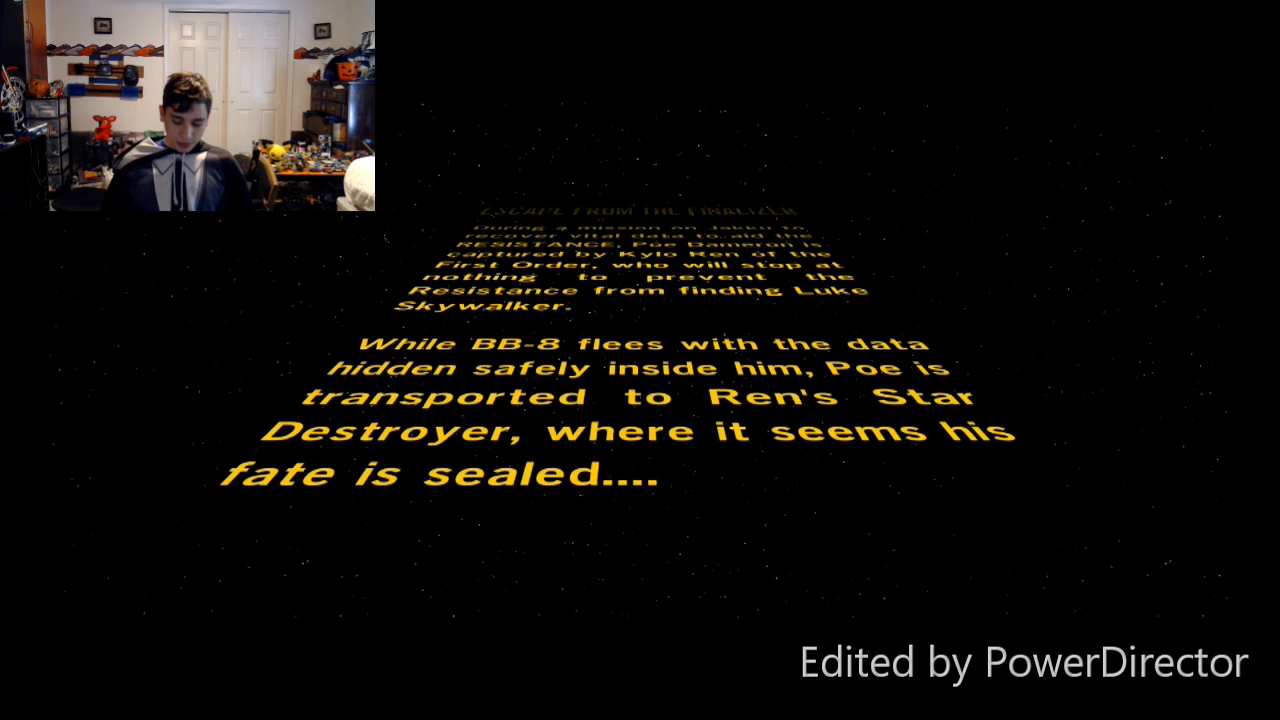 ESCAPE FROM THE FINALIZER
During a mission on Jakku to
recover vital data to aid the
RESISTANCE, Poe Dameron is
captured by Kylo Ren of the
First Order, who will stop at
nothing to prevent the
Resistance from finding Luke
Skywalker.
While BB-8 flees with the data
hidden safely inside him, Poe is
transported to Ren's Star
Destroyer, where it seems his
fate is sealed....
Edited by PowerDirector